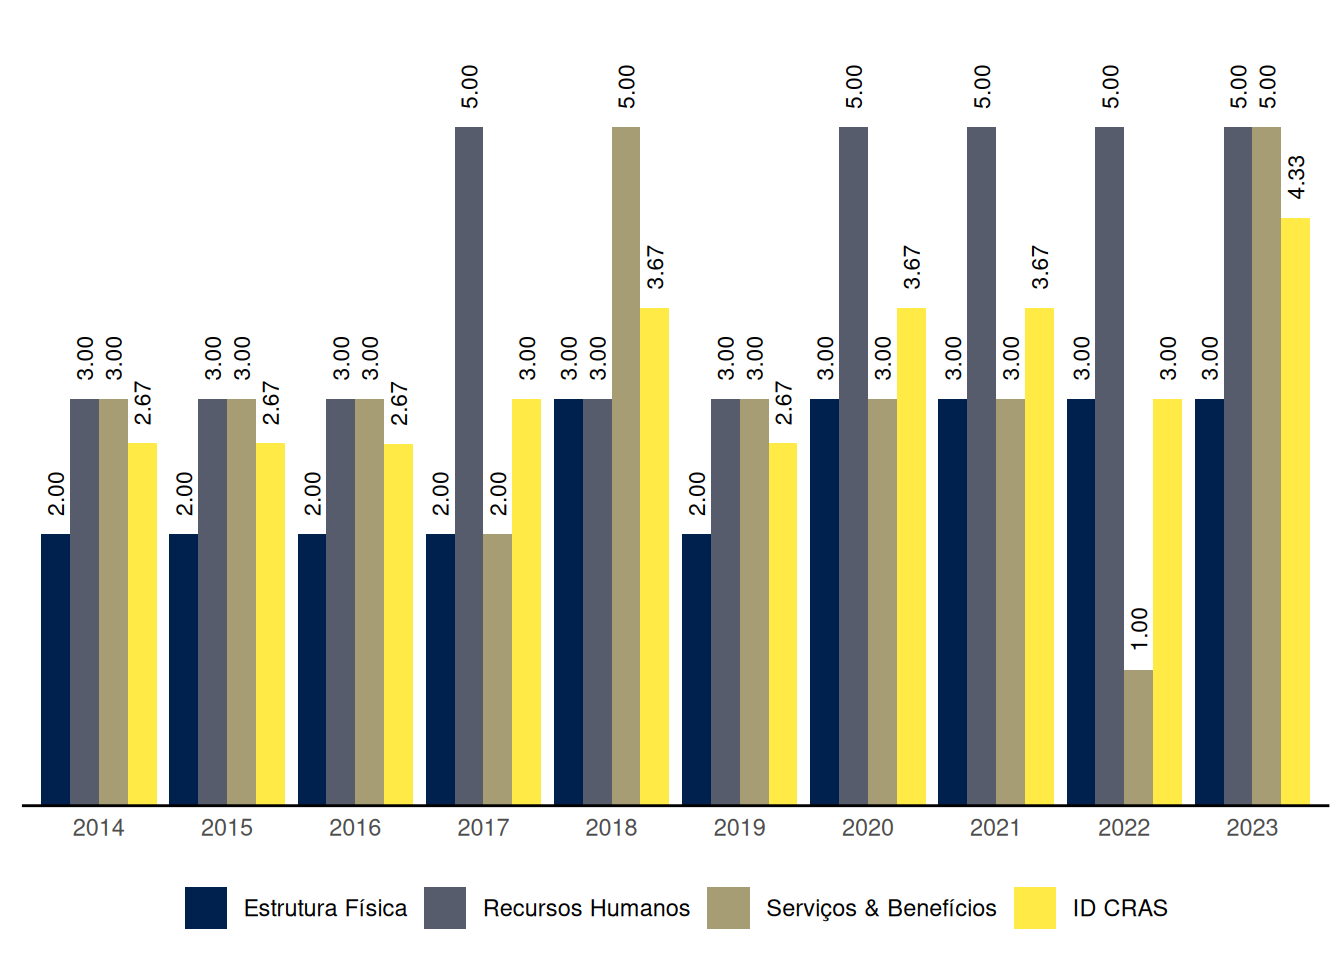 2.00 3.00 3.00 2.67 2.00 3.00 3.00 2.67 2.00 3.00 3.00 2.67 2.00 5.00 2.00 3.00 3.00 3.00 5.00 3.67 2.00 3.00 3.00 2.67 3.00 5.00 3.00 3.67 3.00 5.00 3.00 3.67 3.00 5.00 1.00 3.00 3.00 5.00 5.00 4.33
2014 2015 2016 2017 2018 2019 2020 2021 2022 2023
Estrutura Física Recursos Humanos Serviços & Benefícios ID CRAS